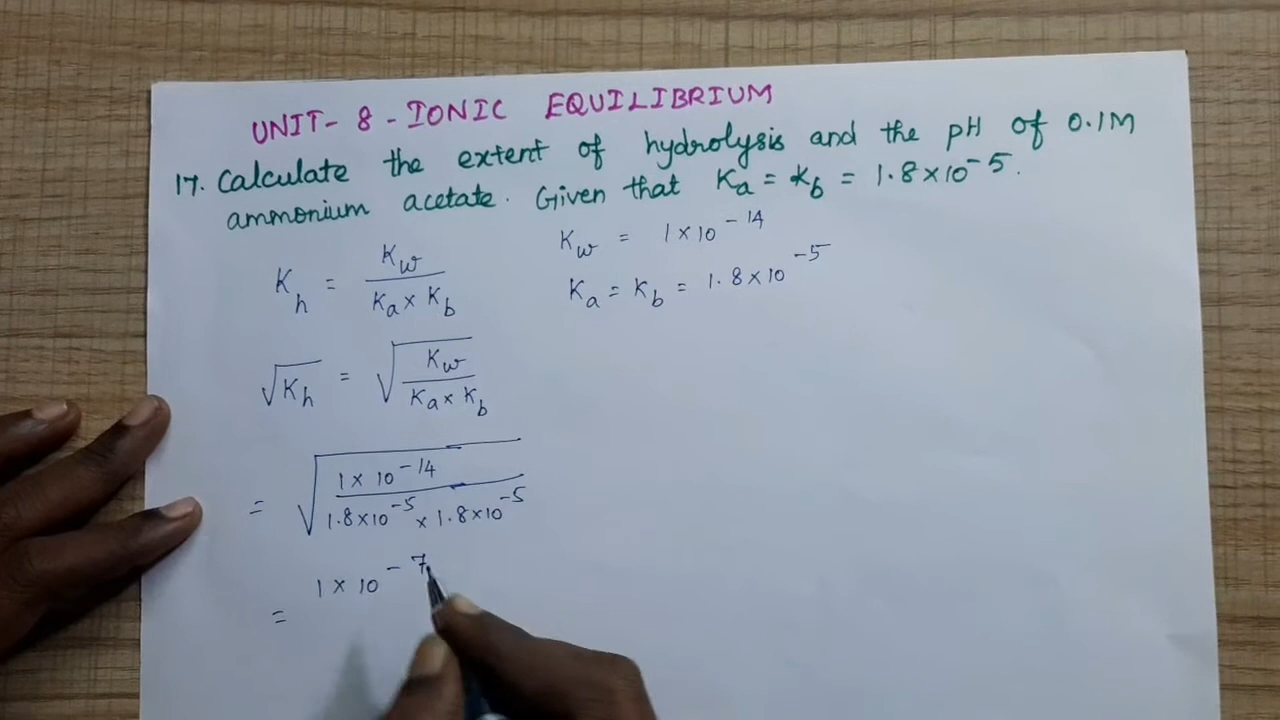 UNIT- 8 - IONIC EQUILIBRIUM
17. Calculate the extent of hydrolysis and the pH of 0.1M
ammonium acetate. Given that Ka = Kb = 1.8×10⁻⁵.
Kh = Kw / Ka × Kb
Kw = 1×10⁻¹⁴
Ka = Kb = 1.8×10⁻⁵
√Kh = √(Kw / Ka × Kb)
= √(1×10⁻¹⁴ / 1.8×10⁻⁵ × 1.8×10⁻⁵)
= 1×10⁻⁷